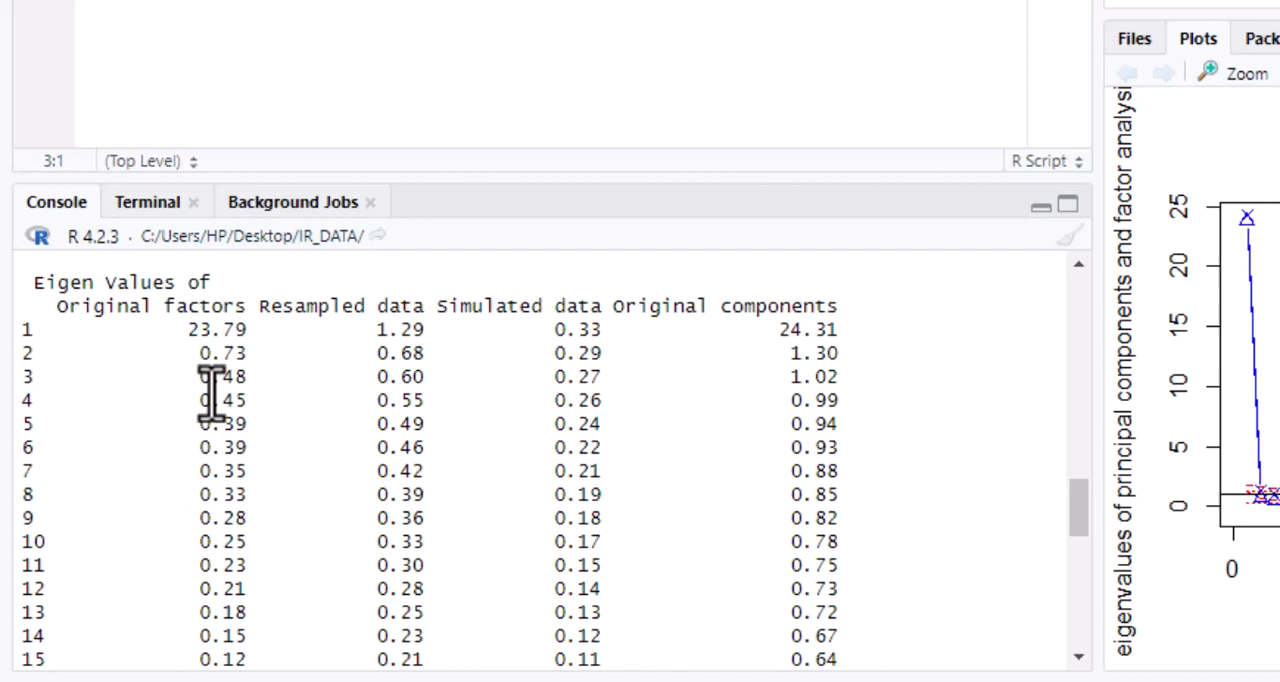 3:1 (Top Level) R Script
Console Terminal Background Jobs
R 4.2.3 · C:/Users/HP/Desktop/IR_DATA/
Eigen Values of
Original factors Resampled data Simulated data Original components
1 23.79 1.29 0.33 24.31
2 0.73 0.68 0.29 1.30
3 0.48 0.60 0.27 1.02
4 0.45 0.55 0.26 0.99
5 0.39 0.49 0.24 0.94
6 0.39 0.46 0.22 0.93
7 0.35 0.42 0.21 0.88
8 0.33 0.39 0.19 0.85
9 0.28 0.36 0.18 0.82
10 0.25 0.33 0.17 0.78
11 0.23 0.30 0.15 0.75
12 0.21 0.28 0.14 0.73
13 0.18 0.25 0.13 0.72
14 0.15 0.23 0.12 0.67
15 0.12 0.21 0.11 0.64
Files Plots Pack
Zoom
eigenvalues of principal components and factor analysi
25
20
15
10
5
0
0